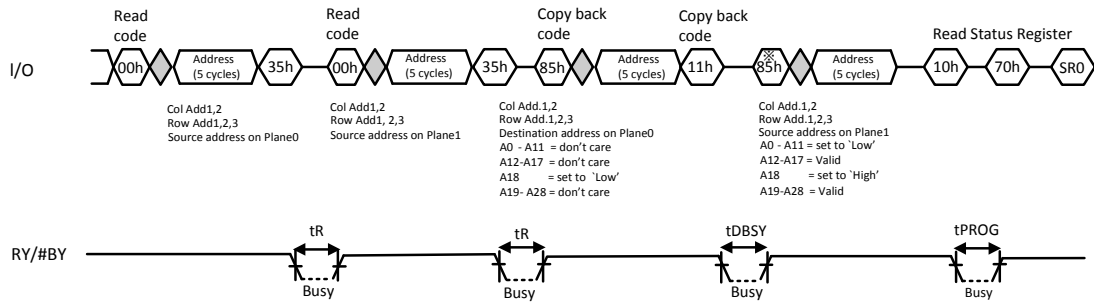 Read
code
Read
code
Copy back
code
Copy back
code
Read Status Register
I/O
00h
Address
(5 cycles)
35h
00h
Address
(5 cycles)
35h
85h
Address
(5 cycles)
11h
※
85h
Address
(5 cycles)
10h
70h
SR0
Col Add1,2
Row Add1,2,3
Source address on Plane0
Col Add1,2
Row Add1, 2,3
Source address on Plane1
Col Add.1,2
Row Add.1,2,3
Destination address on Plane0
A0 - A11 = don't care
A12-A17 = don't care
A18 = set to `Low'
A19- A28 = don't care
Col Add.1,2
Row Add.1,2,3
Source address on Plane1
A0 - A11 = set to `Low'
A12-A17 = Valid
A18 = set to `High'
A19-A28 = Valid
RY/#BY
tR
Busy
tR
Busy
tDBSY
Busy
tPROG
Busy